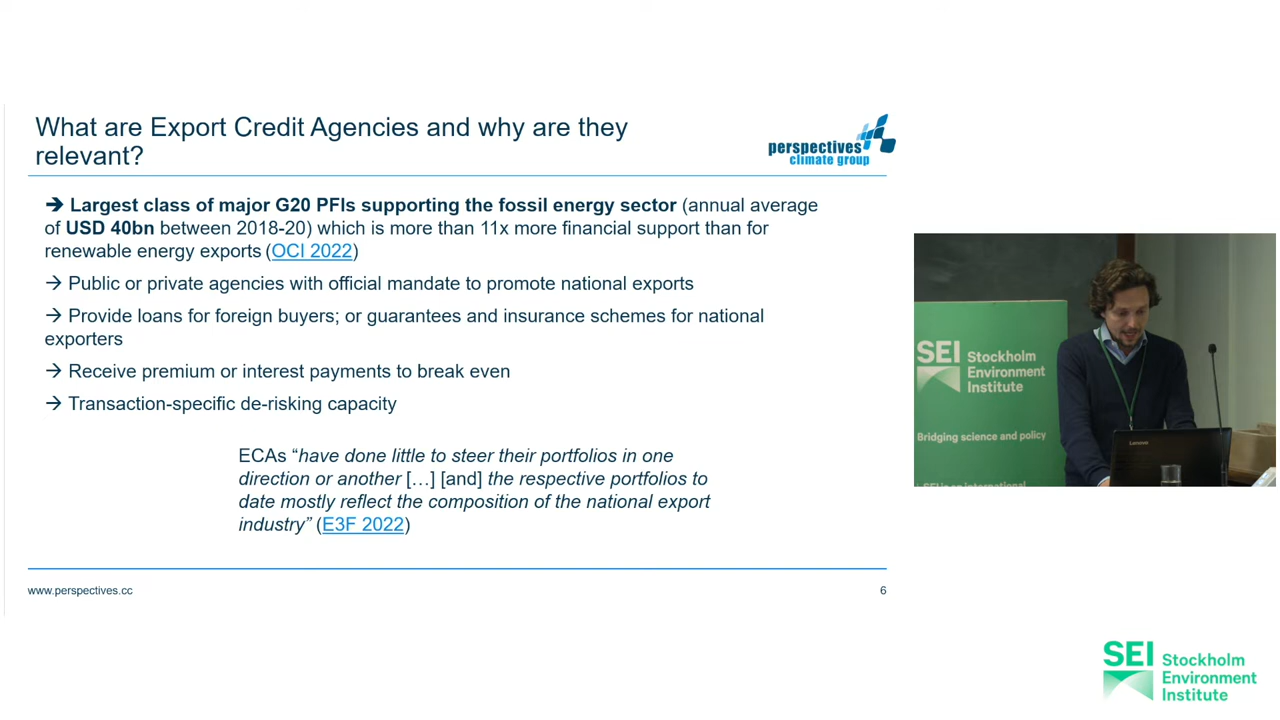 What are Export Credit Agencies and why are they
relevant?
perspectives
climate group
➔ Largest class of major G20 PFIs supporting the fossil energy sector (annual average
of USD 40bn between 2018-20) which is more than 11x more financial support than for
renewable energy exports (OCI 2022)
→ Public or private agencies with official mandate to promote national exports
→ Provide loans for foreign buyers; or guarantees and insurance schemes for national
exporters
→ Receive premium or interest payments to break even
→ Transaction-specific de-risking capacity
ECAs “have done little to steer their portfolios in one
direction or another […] [and] the respective portfolios to
date mostly reflect the composition of the national export
industry” (E3F 2022)
www.perspectives.cc
6
SEI Stockholm
Environment
Institute
Bridging science and policy
SEI is an international
Lenovo
SEI Stockholm
Environment
Institute